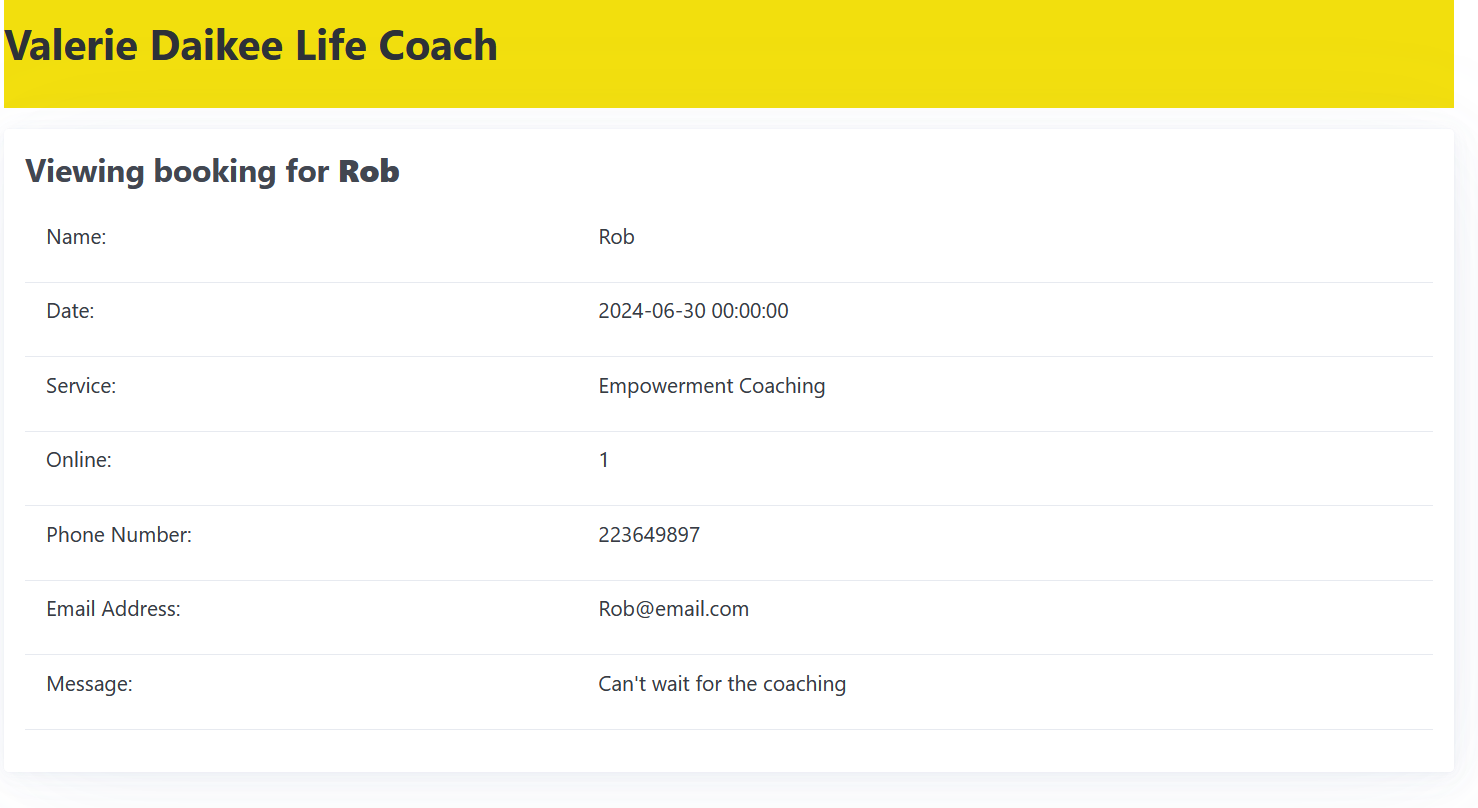 Valerie Daikee Life Coach
Viewing booking for Rob
Name: Rob
Date: 2024-06-30 00:00:00
Service: Empowerment Coaching
Online: 1
Phone Number: 223649897
Email Address: Rob@email.com
Message: Can't wait for the coaching